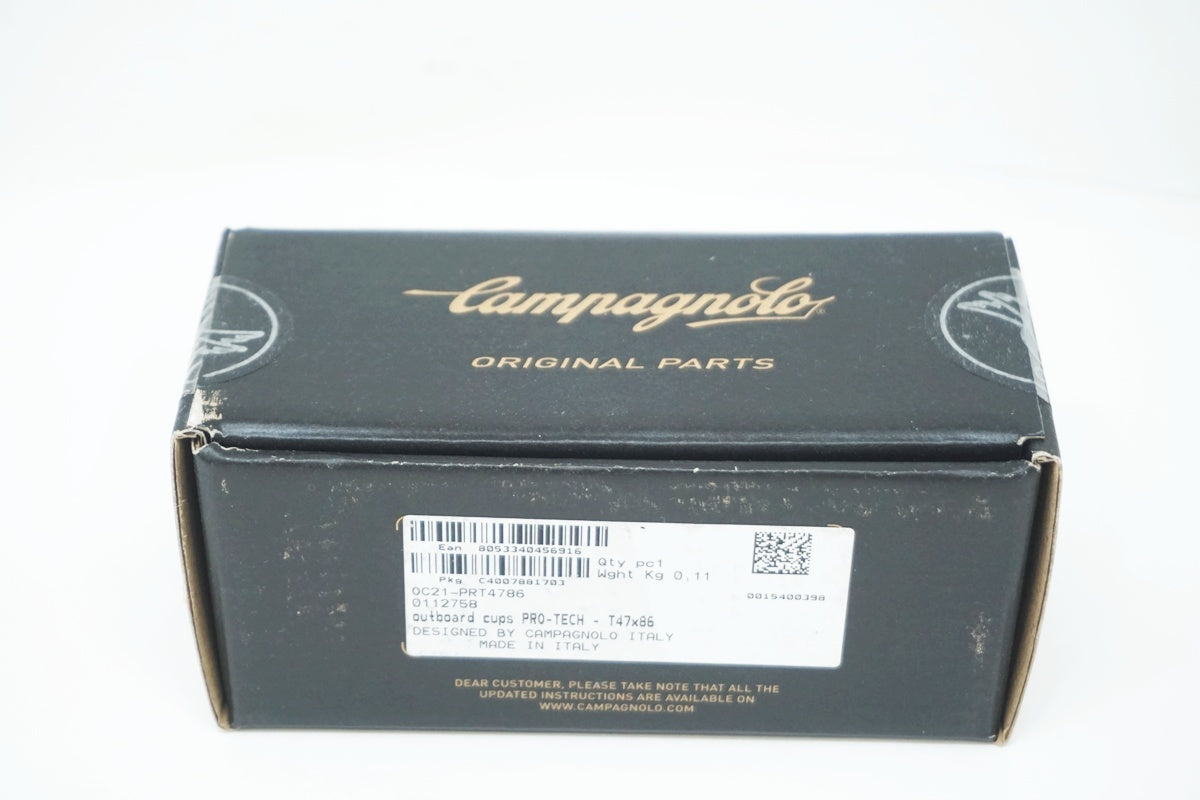 Campagnolo
ORIGINAL PARTS
Ean 8053340456916
Qty pc1
Pkg C4007881703
Wght Kg 0,11
OC21-PRT4786
0015400398
0112758
outboard cups PRO-TECH - T47x86
DESIGNED BY CAMPAGNOLO ITALY
MADE IN ITALY
DEAR CUSTOMER, PLEASE TAKE NOTE THAT ALL THE
UPDATED INSTRUCTIONS ARE AVAILABLE ON
WWW.CAMPAGNOLO.COM